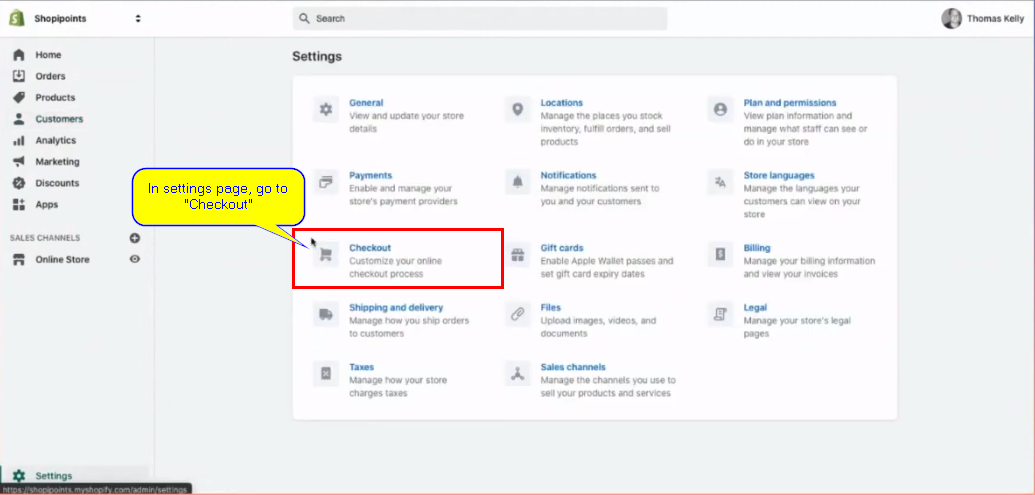 Shopipoints
Search
Thomas Kelly
Home
Orders
Products
Customers
Analytics
Marketing
Discounts
Apps
SALES CHANNELS
Online Store
Settings
https://shopipoints.myshopify.com/admin/settings
Settings
General
View and update your store
details
Locations
Manage the places you stock
inventory, fulfill orders, and sell
products
Plan and permissions
View plan information and
manage what staff can see or
do in your store
Payments
Enable and manage your
store's payment providers
Notifications
Manage notifications sent to
you and your customers
Store languages
Manage the languages your
customers can view on your
store
In settings page, go to
"Checkout"
Checkout
Customize your online
checkout process
Gift cards
Enable Apple Wallet passes and
set gift card expiry dates
Billing
Manage your billing information
and view your invoices
Shipping and delivery
Manage how you ship orders
to customers
Files
Upload images, videos, and
documents
Legal
Manage your store's legal
pages
Taxes
Manage how your store
charges taxes
Sales channels
Manage the channels you use to
sell your products and services